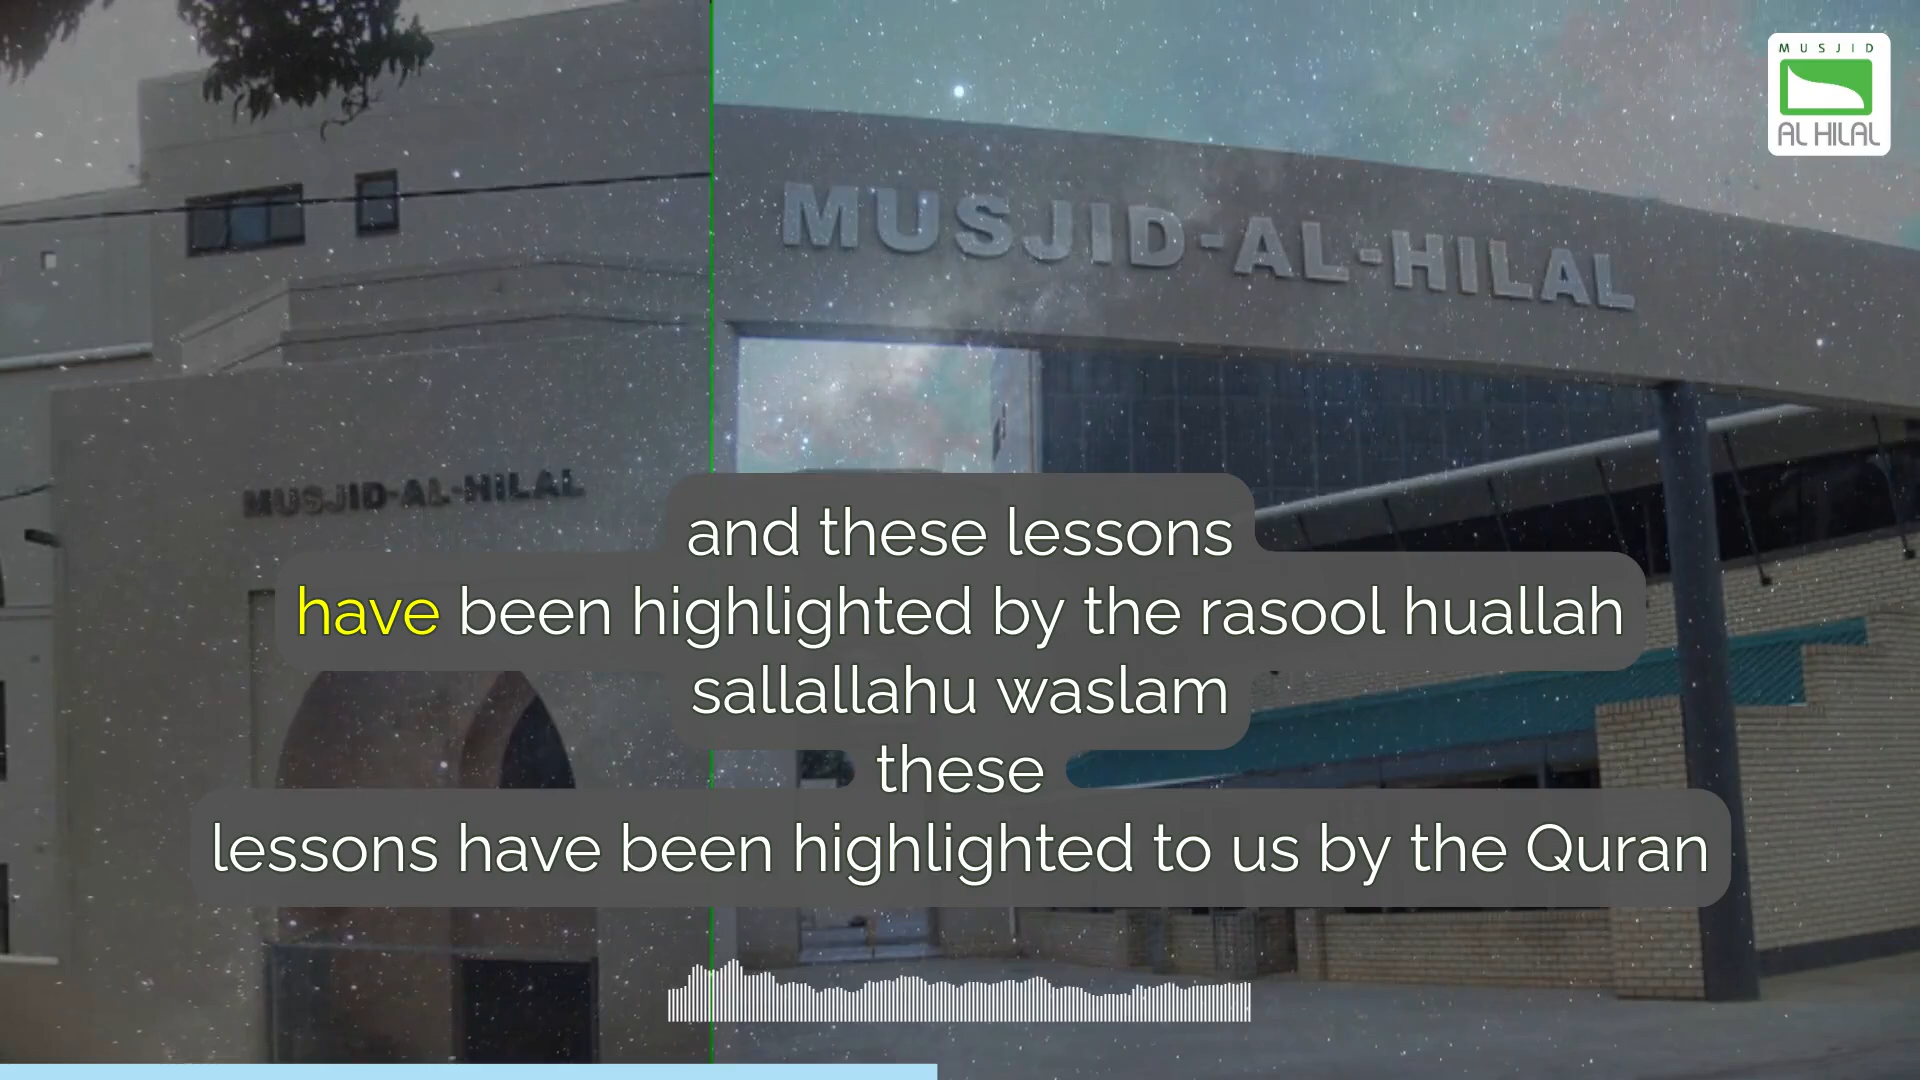 MUSJID
AL HILAL
MUSJID-AL-HILAL
MUSJID-AL-HILAL
and these lessons
have been highlighted by the rasool huallah
sallallahu waslam
these
lessons have been highlighted to us by the Quran